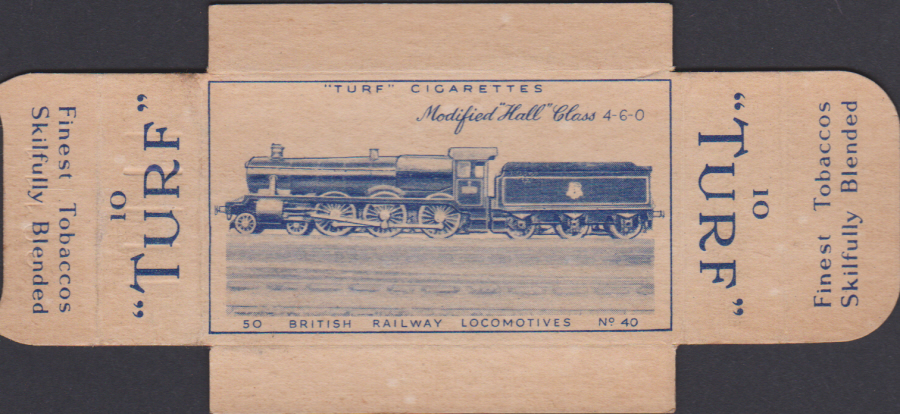 Finest Tobaccos
Skilfully Blended
10
"TURF"
"TURF" CIGARETTES
Modified "Hall" Class 4-6-0
50 BRITISH RAILWAY LOCOMOTIVES Nº 40
"TURF"
10
Finest Tobaccos
Skilfully Blended